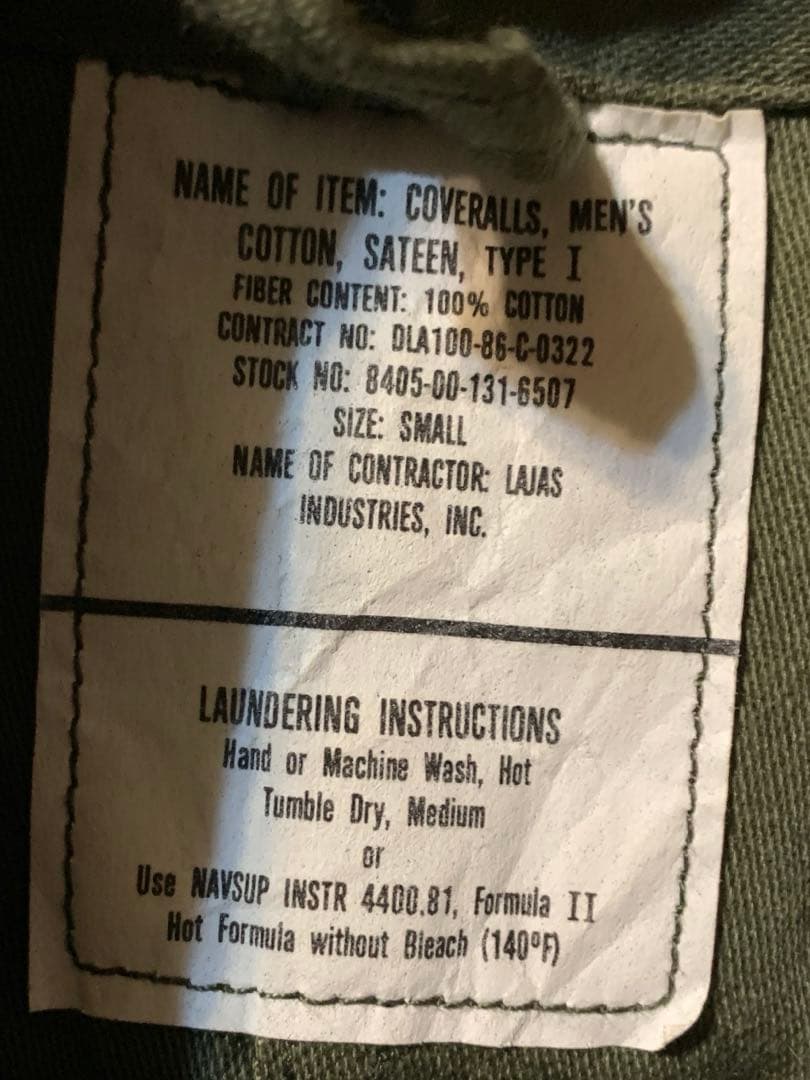 NAME OF ITEM: COVERALLS, MEN'S
COTTON, SATEEN, TYPE I
FIBER CONTENT: 100% COTTON
CONTRACT NO: DLA100-86-C-0322
STOCK NO: 8405-00-131-6507
SIZE: SMALL
NAME OF CONTRACTOR: LAJAS
INDUSTRIES, INC.
LAUNDERING INSTRUCTIONS
Hand or Machine Wash, Hot
Tumble Dry, Medium
or
Use NAVSUP INSTR 4400.81, Formula II
Hot Formula without Bleach (140ºF)